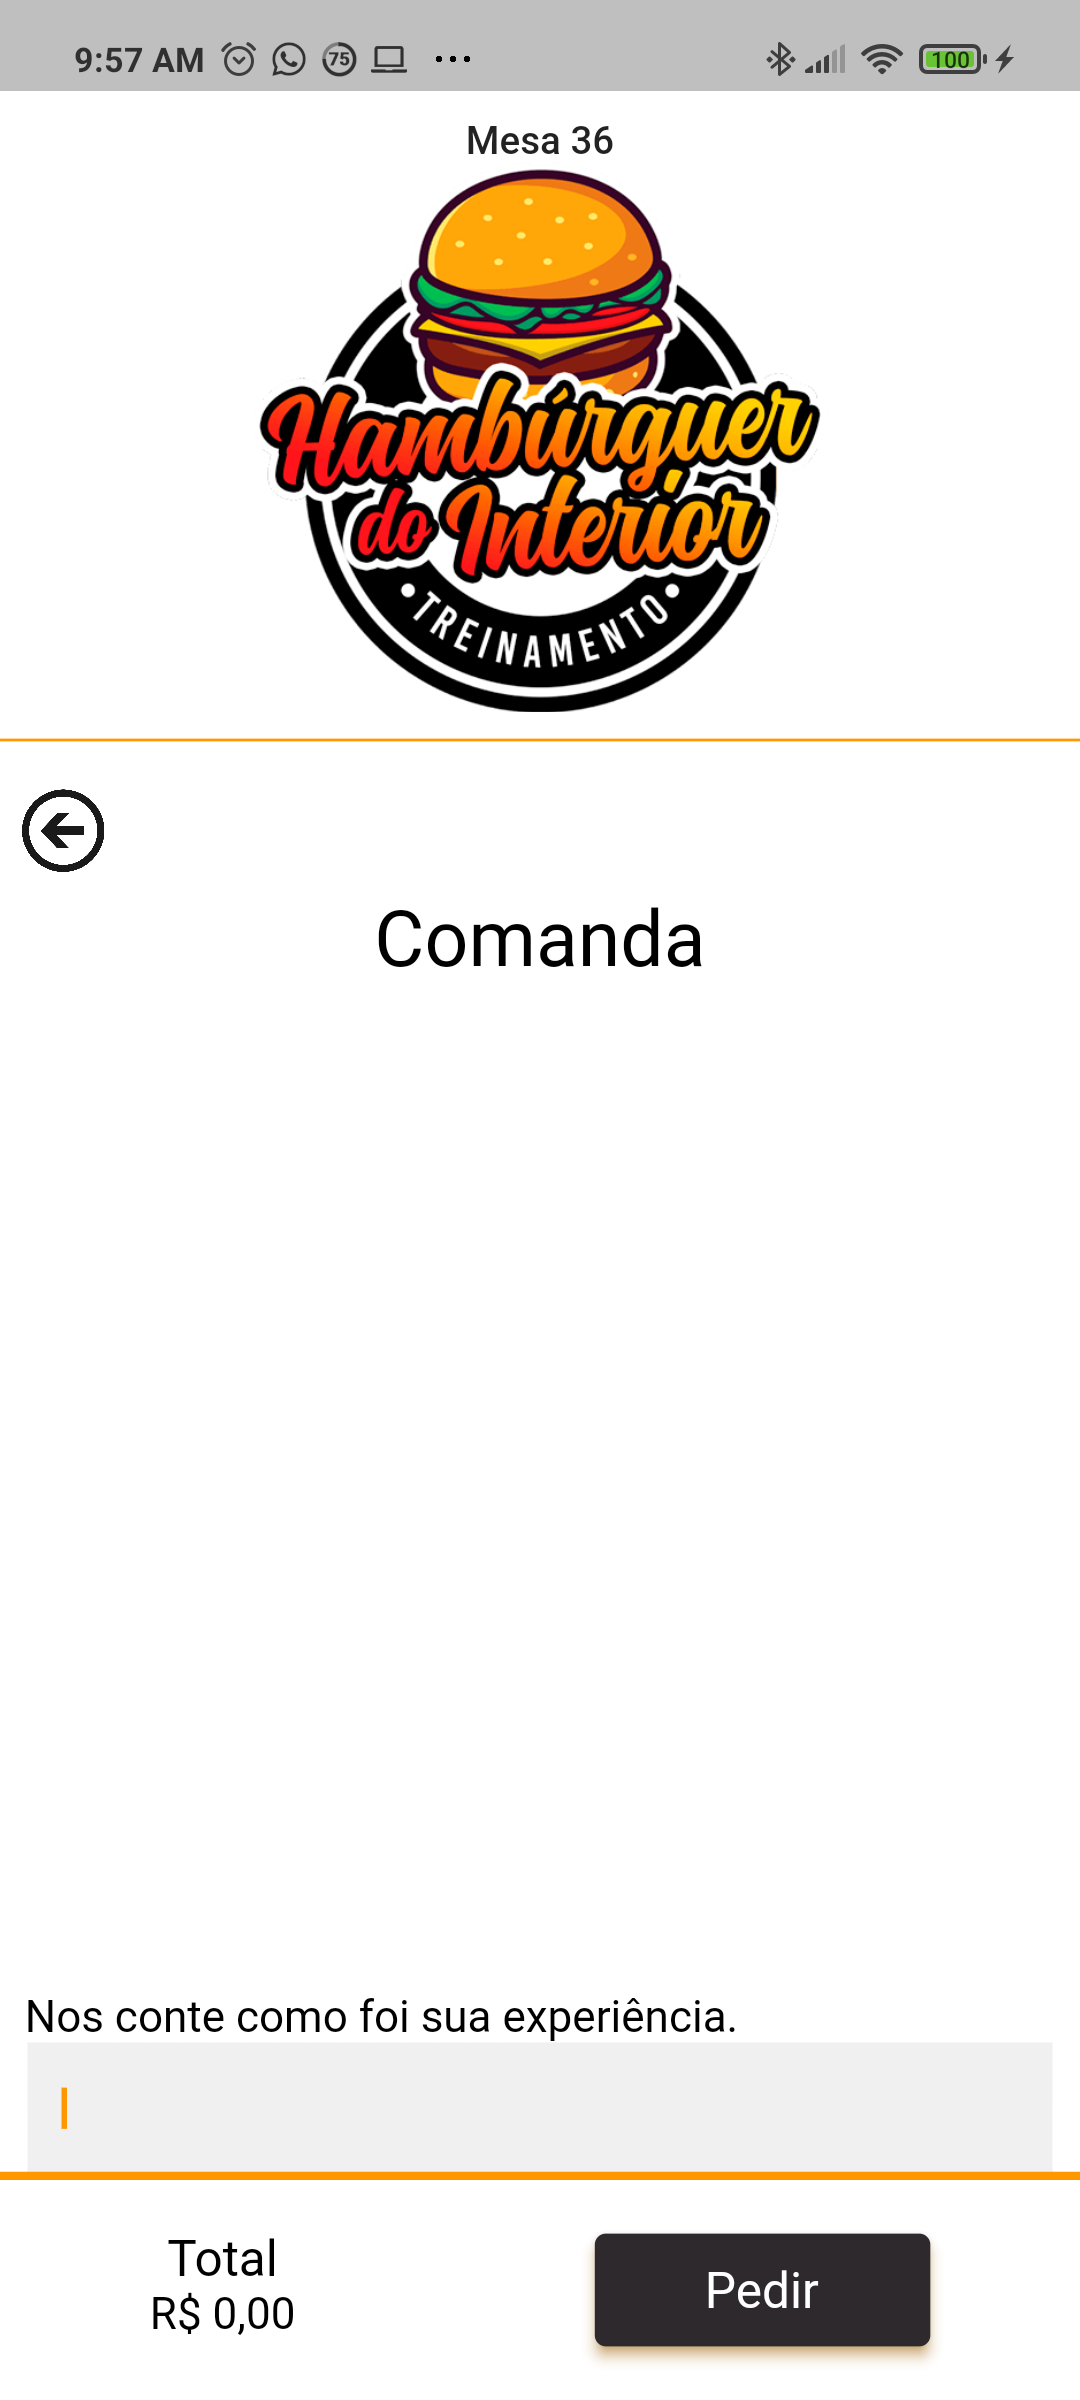 9:57 AM
75
100
Mesa 36
Hambúrguer
do Interior
TREINAMENTO
Comanda
Nos conte como foi sua experiência.
Total
R$ 0,00
Pedir